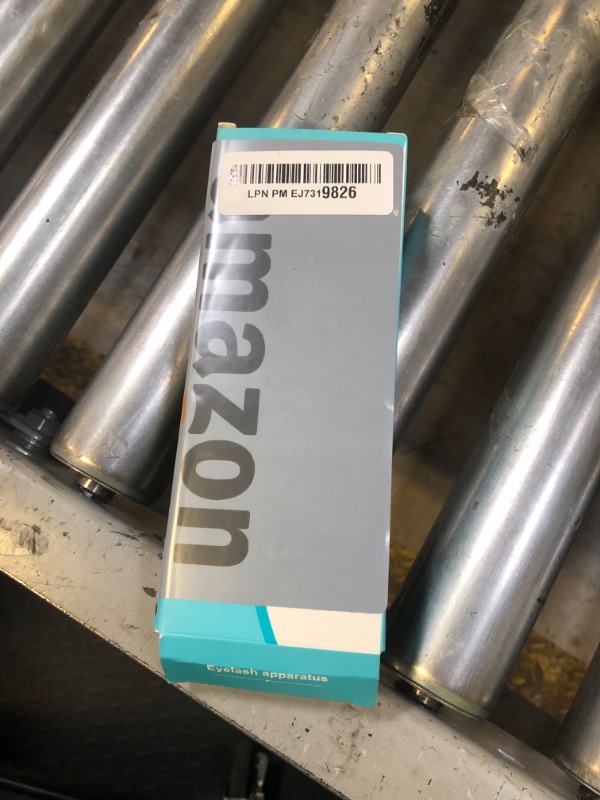 LPN PM EJ7319826
amazon
Eyelash apparatus